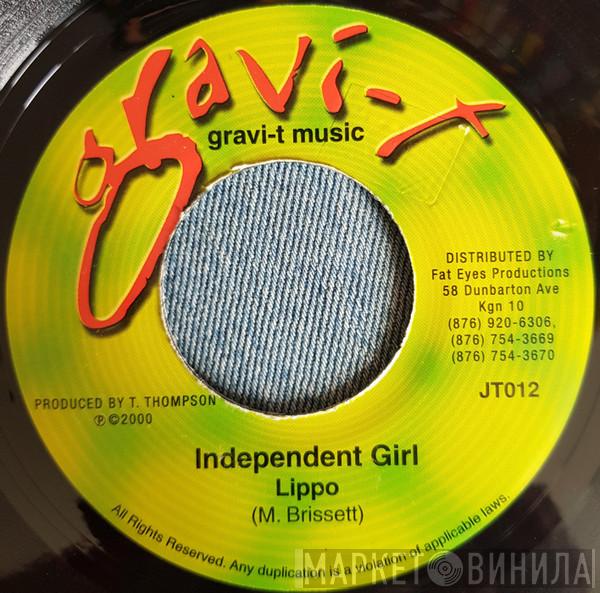 gravi-t
gravi-t music
DISTRIBUTED BY
Fat Eyes Productions
58 Dunbarton Ave
Kgn 10
(876) 920-6306,
(876) 754-3669
(876) 754-3670
JT012
PRODUCED BY T. THOMPSON
℗©2000
Independent Girl
Lippo
(M. Brissett)
All Rights Reserved. Any duplication is a violation of applicable laws.
МАРКЕТ ВИНИЛА